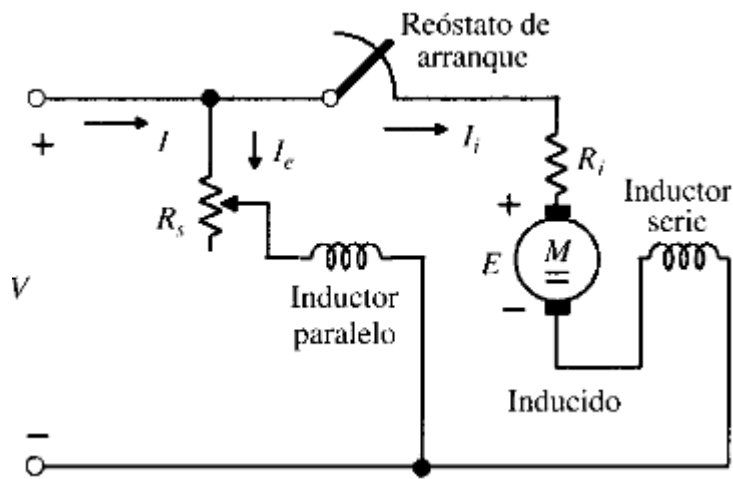 Reóstato de
arranque
+
I
I_e
I_i
R_i
R_s
Inductor
serie
+
E
M
V
Inductor
paralelo
−
Inducido
−